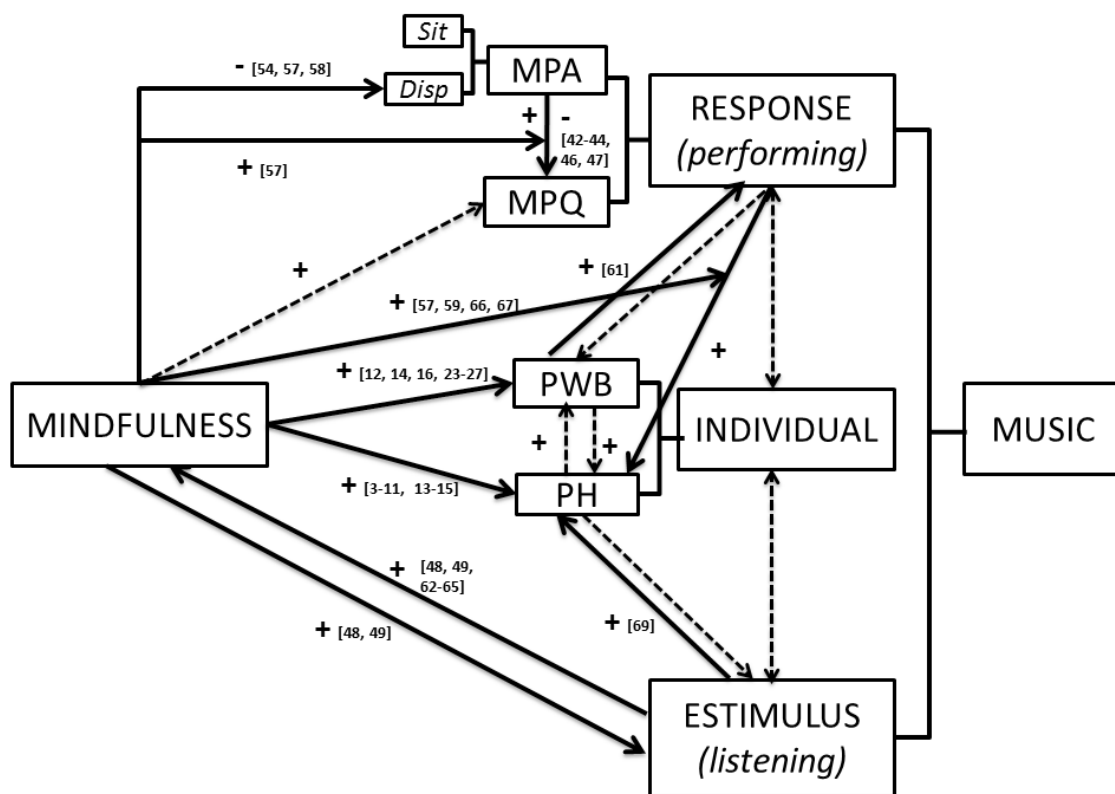 Sit
MPA
RESPONSE
(performing)
- [54, 57, 58]
Disp
+ -
[42-44,
46, 47]
+ [57]
MPQ
+
+ [61]
+ [57, 59, 66, 67]
+
+ [12, 14, 16, 23-27]
PWB
MINDFULNESS
INDIVIDUAL
MUSIC
+ +
+ [3-11, 13-15]
PH
+ [48, 49,
62-65]
+ [69]
+ [48, 49]
ESTIMULUS
(listening)